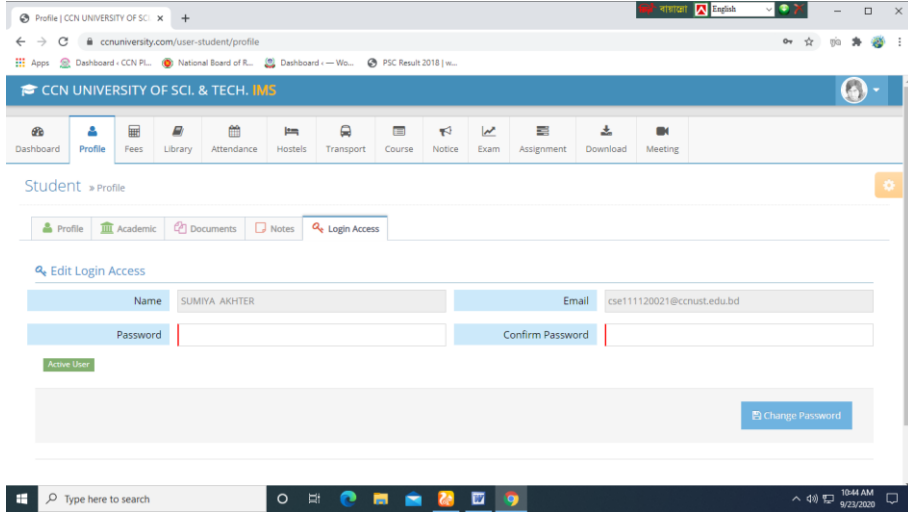 Profile | CCN UNIVERSITY OF SC
English
ccnuniversity.com/user-student/profile
Apps Dashboard ‹ CCN Pl... National Board of R... Dashboard ‹ — Wo... PSC Result 2018 | w...
CCN UNIVERSITY OF SCI. & TECH. IMS
Dashboard Profile Fees Library Attendance Hostels Transport Course Notice Exam Assignment Download Meeting
Student » Profile
Profile Academic Documents Notes Login Access
Edit Login Access
Name SUMIYA AKHTER Email cse111120021@ccnust.edu.bd
Password Confirm Password
Active User
Change Password
Type here to search
10:44 AM
9/23/2020